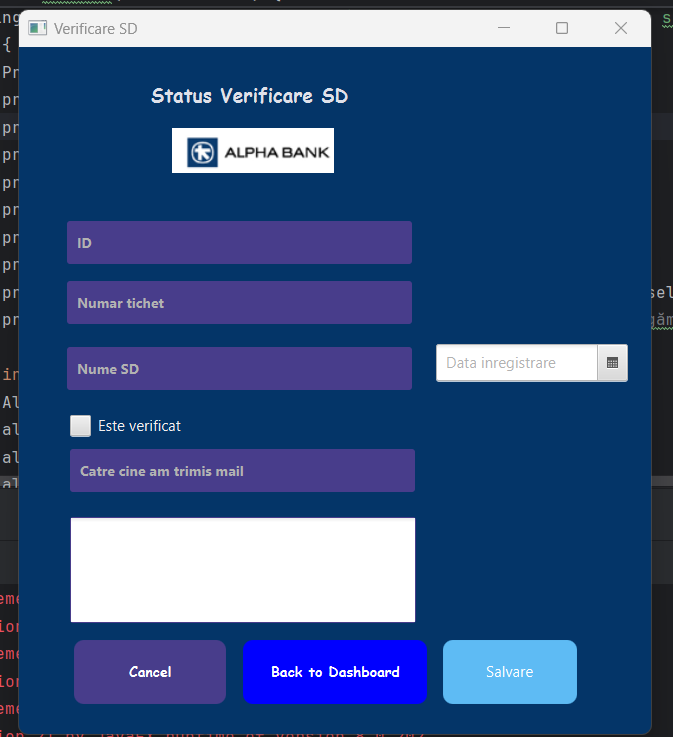 Verificare SD
Status Verificare SD
ALPHA BANK
ID
Numar tichet
Nume SD
Data inregistrare
Este verificat
Catre cine am trimis mail
Cancel
Back to Dashboard
Salvare